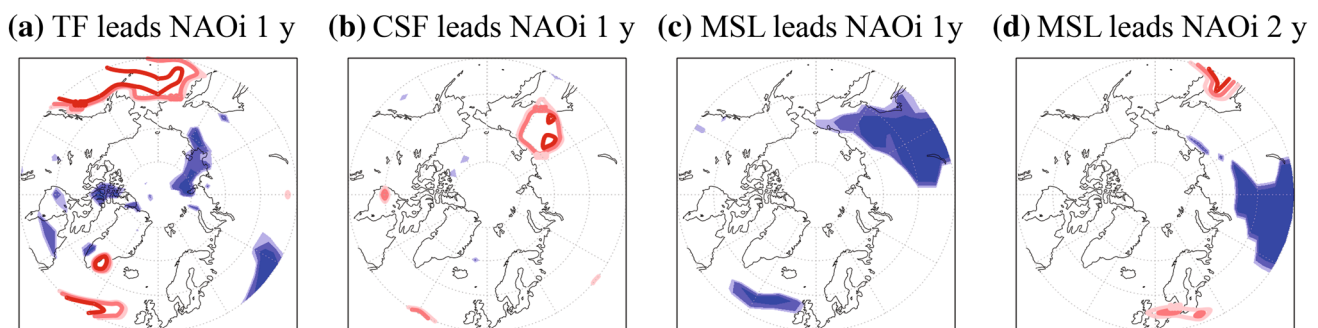 (a) TF leads NAOi 1 y
(b) CSF leads NAOi 1 y
(c) MSL leads NAOi 1y
(d) MSL leads NAOi 2 y